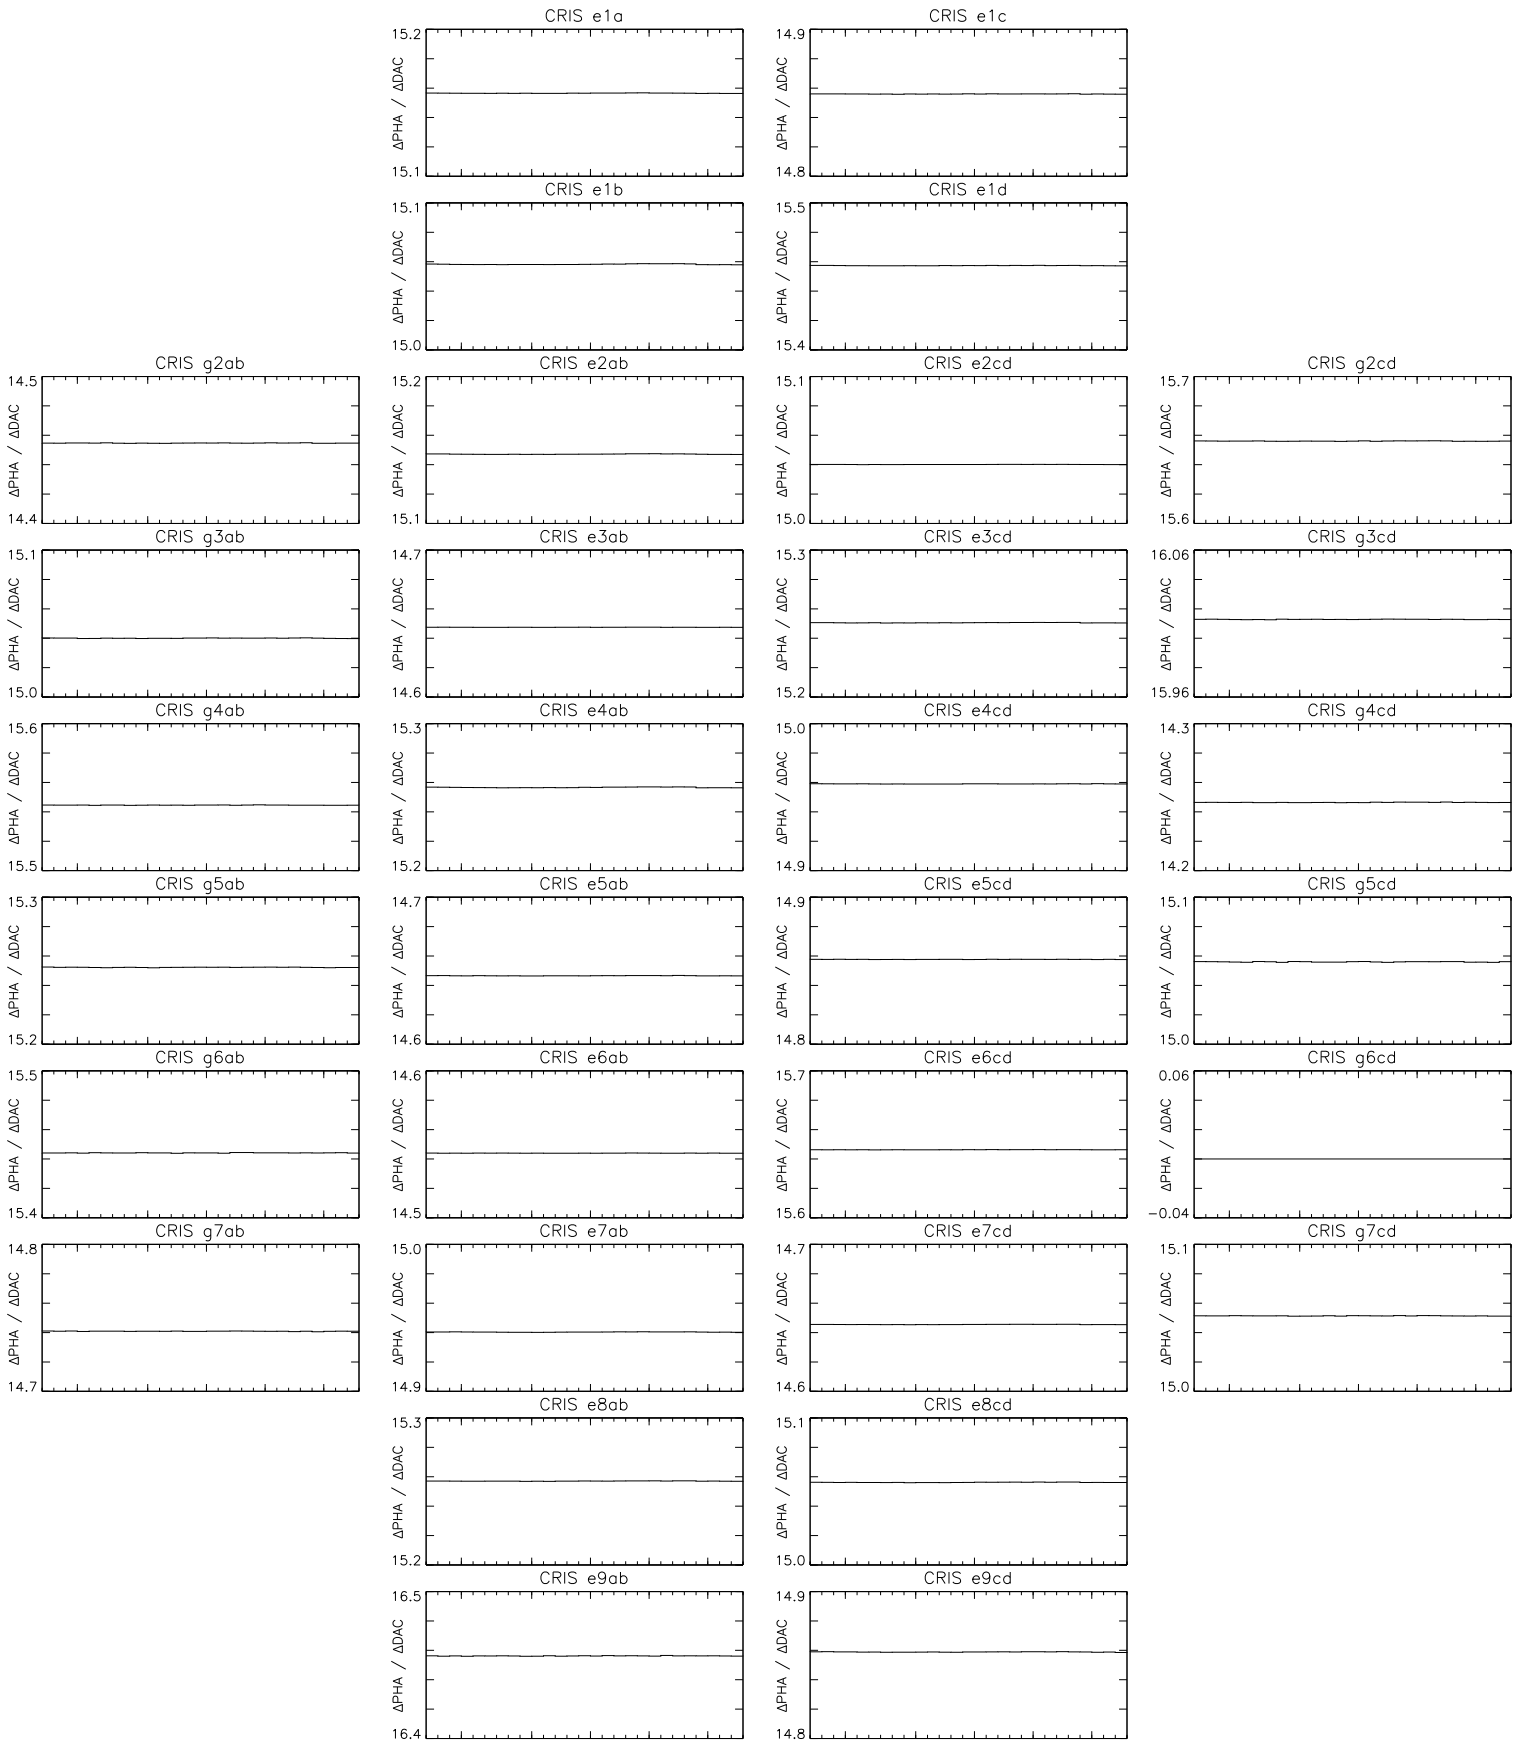 CRIS e1a
15.2
ΔPHA / ΔDAC
15.1
CRIS e1c
14.9
ΔPHA / ΔDAC
14.8
CRIS e1b
15.1
ΔPHA / ΔDAC
15.0
CRIS e1d
15.5
ΔPHA / ΔDAC
15.4
CRIS g2ab
14.5
ΔPHA / ΔDAC
14.4
CRIS e2ab
15.2
ΔPHA / ΔDAC
15.1
CRIS e2cd
15.1
ΔPHA / ΔDAC
15.0
CRIS g2cd
15.7
ΔPHA / ΔDAC
15.6
CRIS g3ab
15.1
ΔPHA / ΔDAC
15.0
CRIS e3ab
14.7
ΔPHA / ΔDAC
14.6
CRIS e3cd
15.3
ΔPHA / ΔDAC
15.2
CRIS g3cd
16.06
ΔPHA / ΔDAC
15.96
CRIS g4ab
15.6
ΔPHA / ΔDAC
15.5
CRIS e4ab
15.3
ΔPHA / ΔDAC
15.2
CRIS e4cd
15.0
ΔPHA / ΔDAC
14.9
CRIS g4cd
14.3
ΔPHA / ΔDAC
14.2
CRIS g5ab
15.3
ΔPHA / ΔDAC
15.2
CRIS e5ab
14.7
ΔPHA / ΔDAC
14.6
CRIS e5cd
14.9
ΔPHA / ΔDAC
14.8
CRIS g5cd
15.1
ΔPHA / ΔDAC
15.0
CRIS g6ab
15.5
ΔPHA / ΔDAC
15.4
CRIS e6ab
14.6
ΔPHA / ΔDAC
14.5
CRIS e6cd
15.7
ΔPHA / ΔDAC
15.6
CRIS g6cd
0.06
ΔPHA / ΔDAC
−0.04
CRIS g7ab
14.8
ΔPHA / ΔDAC
14.7
CRIS e7ab
15.0
ΔPHA / ΔDAC
14.9
CRIS e7cd
14.7
ΔPHA / ΔDAC
14.6
CRIS g7cd
15.1
ΔPHA / ΔDAC
15.0
CRIS e8ab
15.3
ΔPHA / ΔDAC
15.2
CRIS e8cd
15.1
ΔPHA / ΔDAC
15.0
CRIS e9ab
16.5
ΔPHA / ΔDAC
16.4
CRIS e9cd
14.9
ΔPHA / ΔDAC
14.8